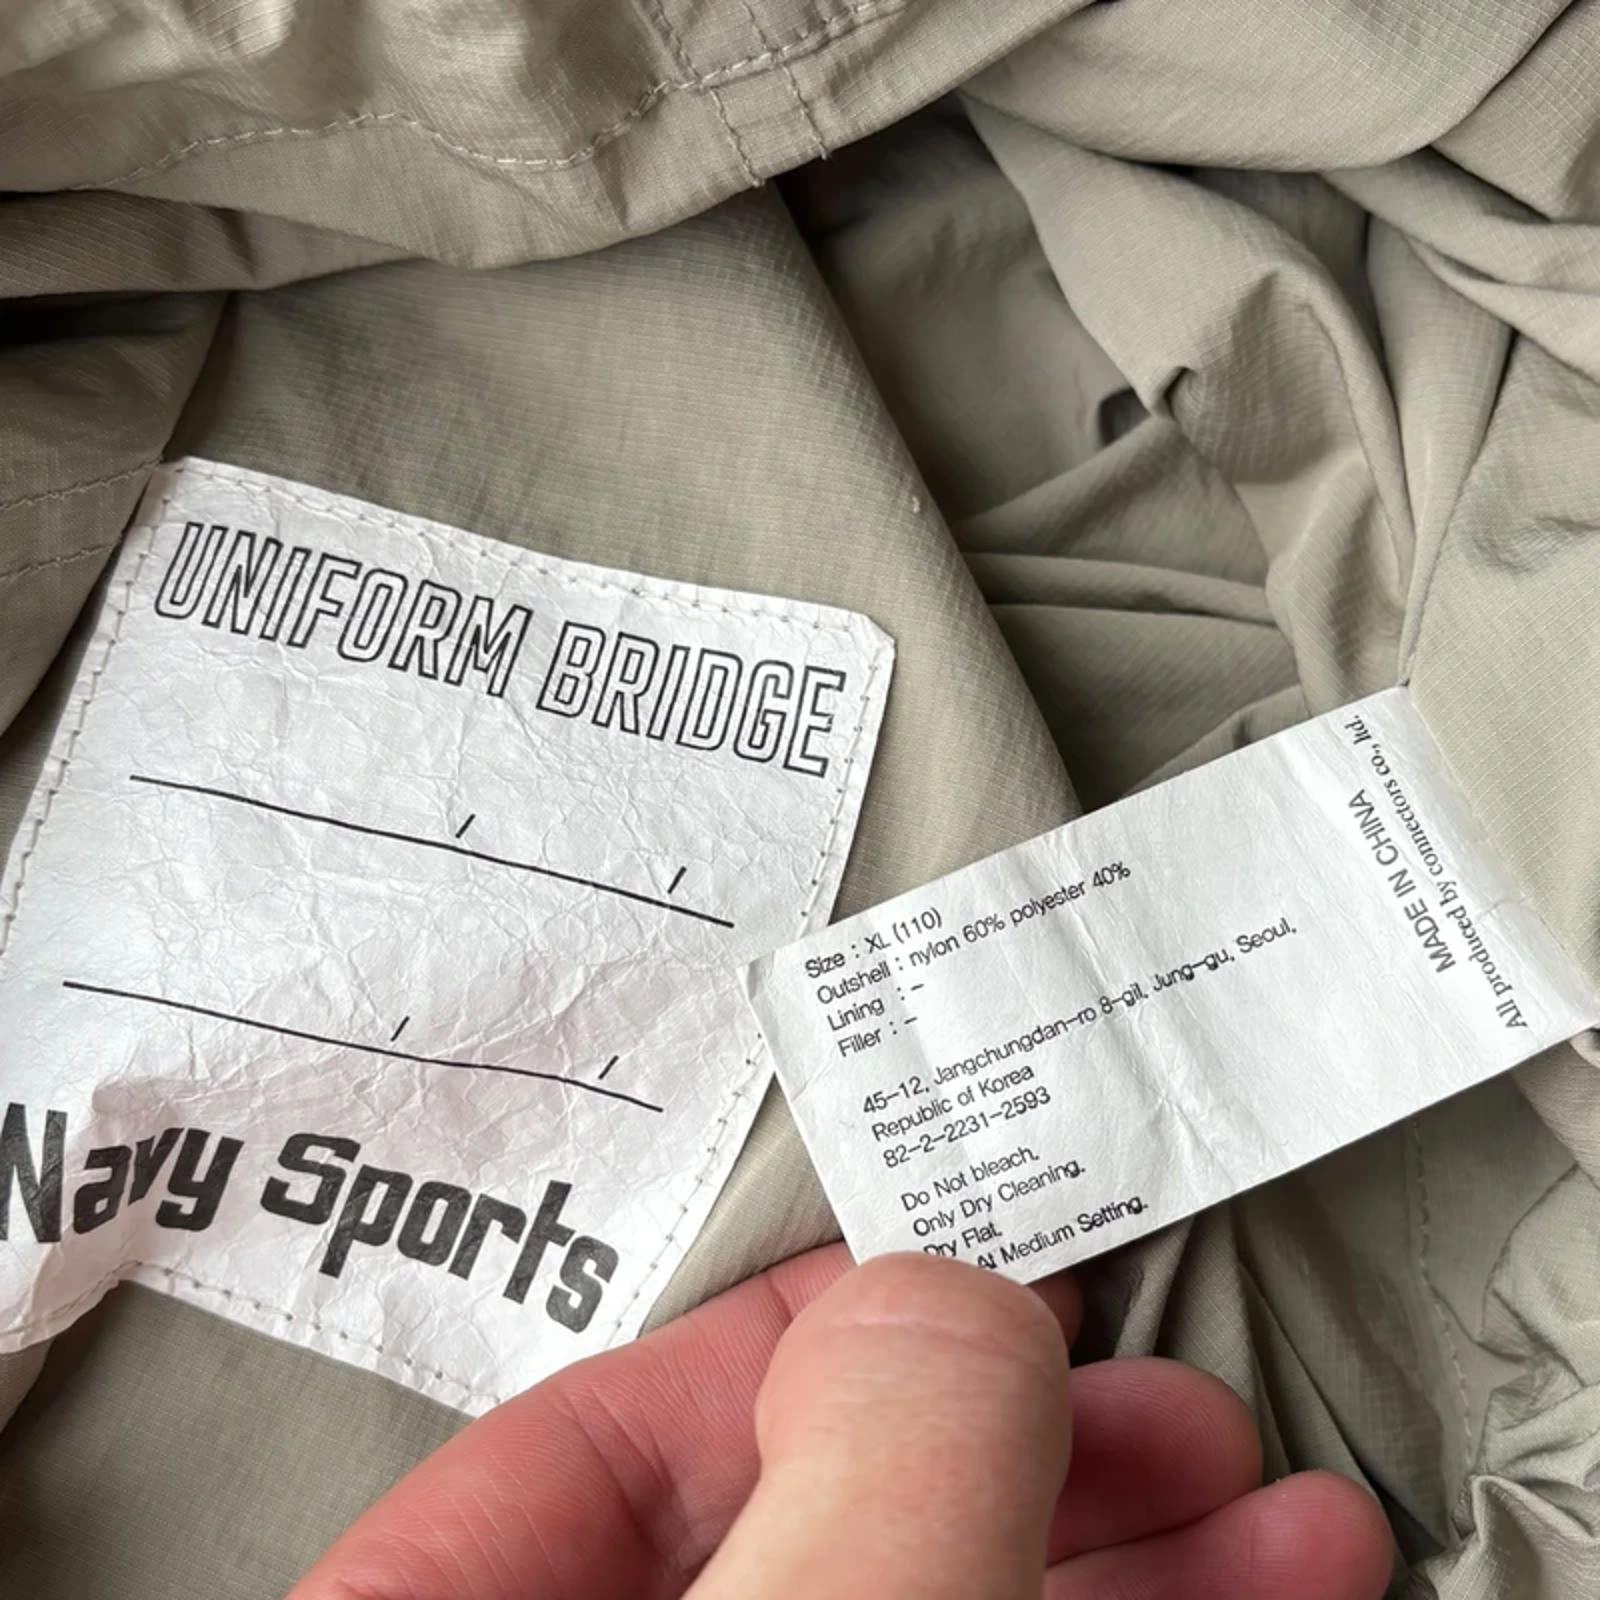 UNIFORM BRIDGE
Navy Sports
Size : XL (110)
Outshell : nylon 60% polyester 40%
Lining : -
Filler : -
45-12, Jangchungdan-ro 8-gil, Jung-gu, Seoul,
Republic of Korea
82-2-2231-2593
Do Not bleach.
Only Dry Cleaning.
Dry Flat.
At Medium Setting.
MADE IN CHINA
All produced by connectors co., ltd.